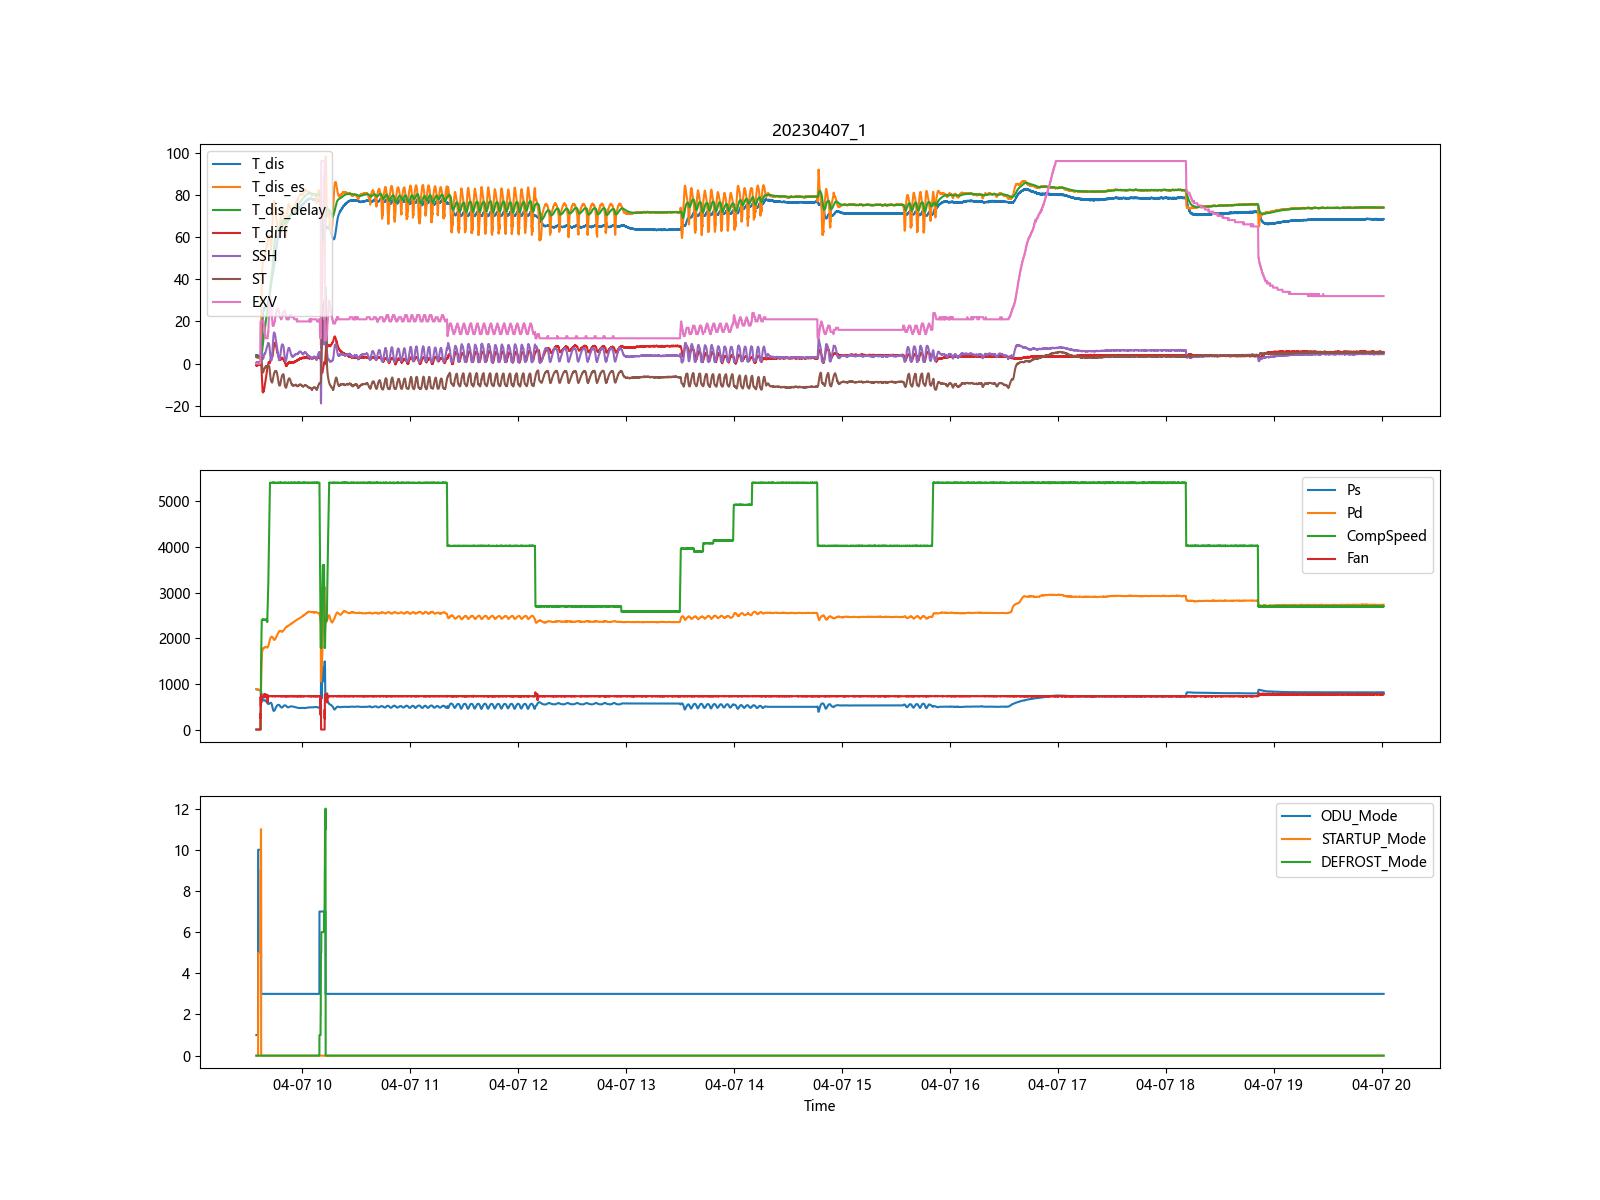 20230407_1
100
80
60
40
20
0
−20
T_dis
T_dis_es
T_dis_delay
T_diff
SSH
ST
EXV
5000
4000
3000
2000
1000
0
Ps
Pd
CompSpeed
Fan
12
10
8
6
4
2
0
ODU_Mode
STARTUP_Mode
DEFROST_Mode
04-07 10 04-07 11 04-07 12 04-07 13 04-07 14 04-07 15 04-07 16 04-07 17 04-07 18 04-07 19 04-07 20
Time